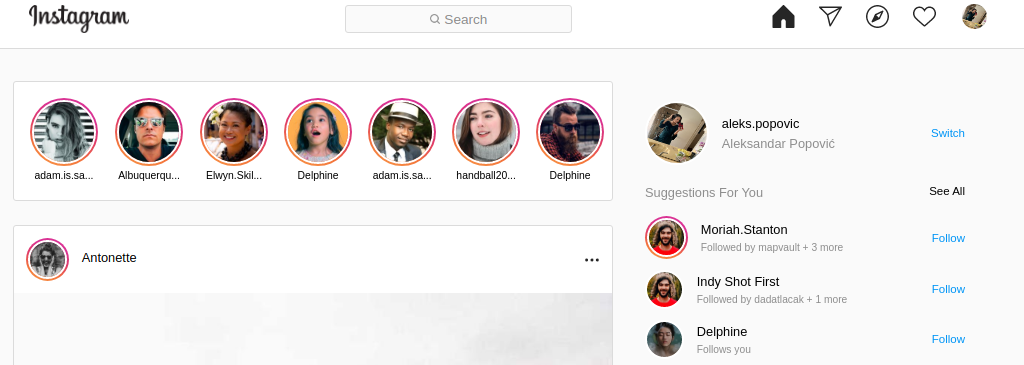 Instagram
Search
adam.is.sa...
Albuquerqu...
Elwyn.Skil...
Delphine
adam.is.sa...
handball20...
Delphine
aleks.popovic
Aleksandar Popović
Switch
Suggestions For You
See All
Moriah.Stanton
Followed by mapvault + 3 more
Follow
Indy Shot First
Followed by dadatlacak + 1 more
Follow
Delphine
Follows you
Follow
Antonette